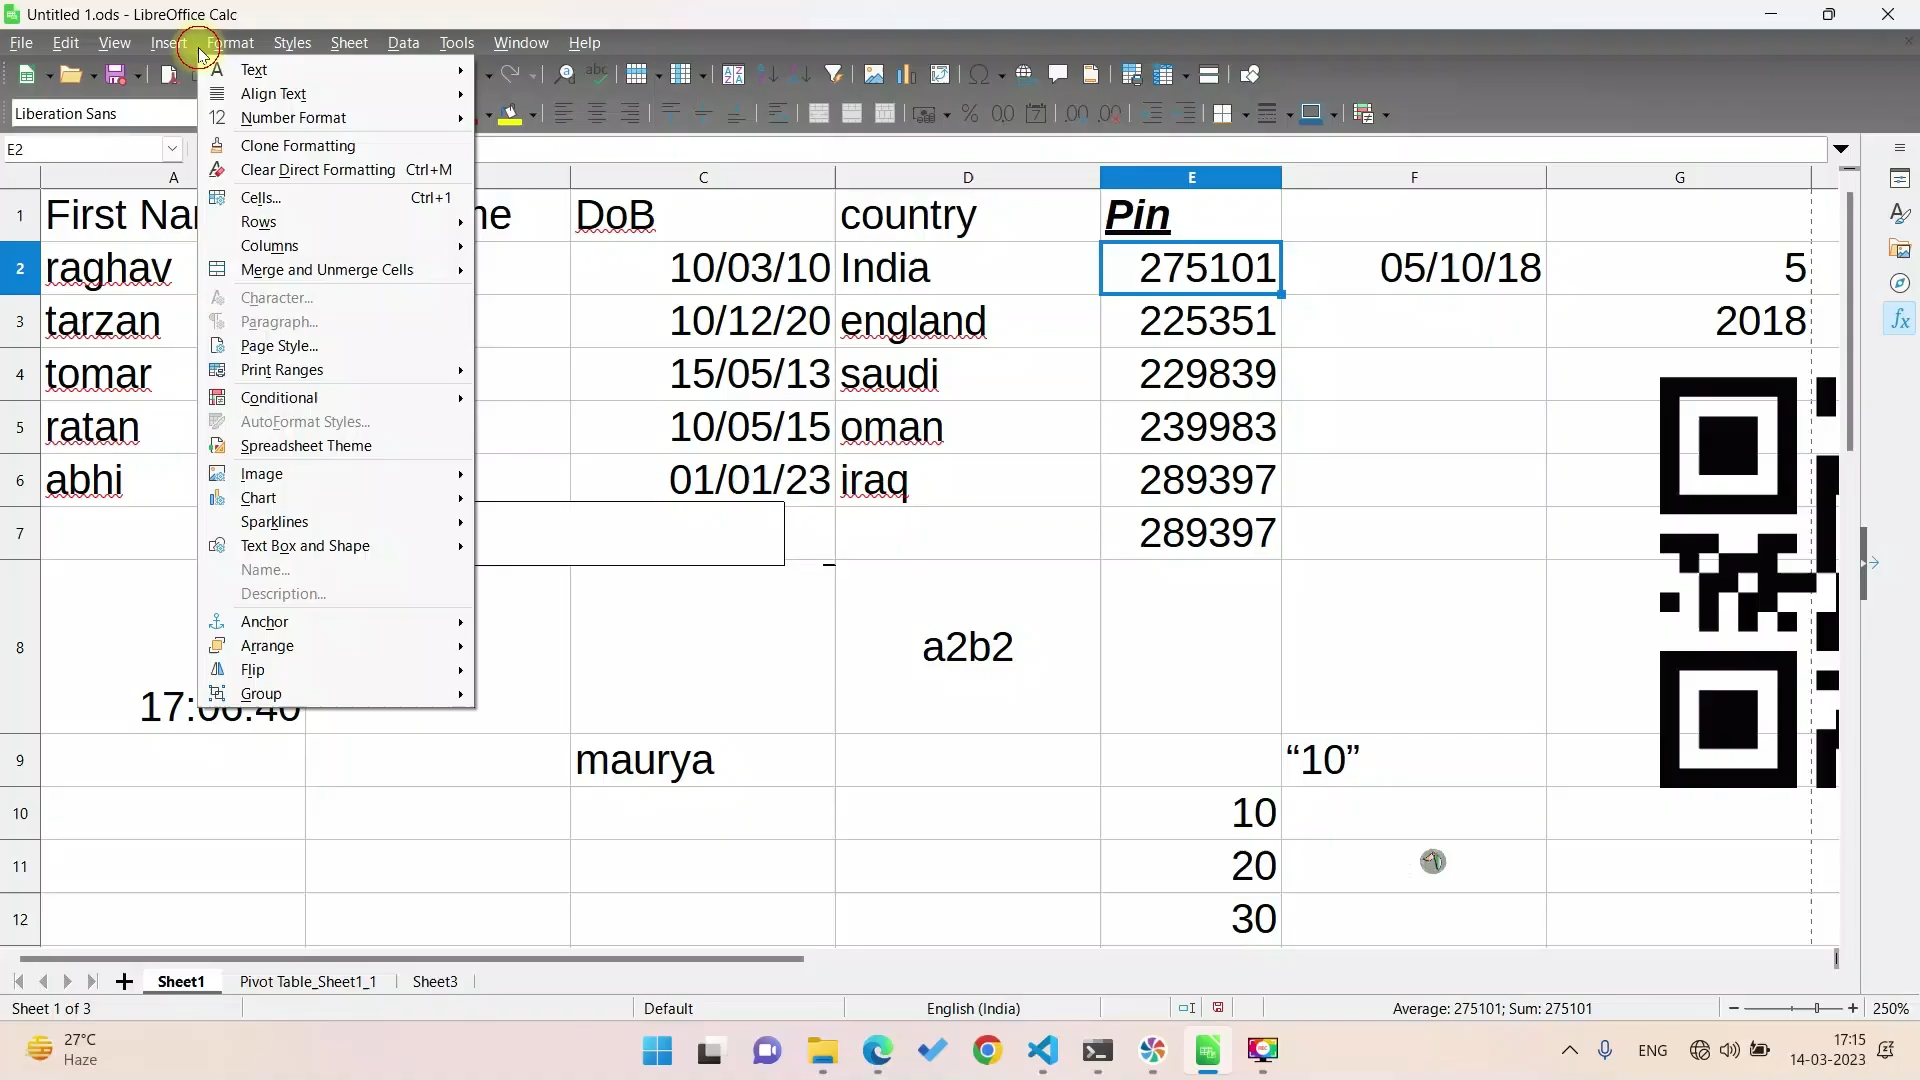 Untitled 1.ods - LibreOffice Calc
File Edit View Insert Format Styles Sheet Data Tools Window Help
Liberation Sans
E2
Text
Align Text
12 Number Format
Clone Formatting
Clear Direct Formatting Ctrl+M
Cells... Ctrl+1
Rows
Columns
Merge and Unmerge Cells
Character...
Paragraph...
Page Style...
Print Ranges
Conditional
AutoFormat Styles...
Spreadsheet Theme
Image
Chart
Sparklines
Text Box and Shape
Name...
Description...
Anchor
Arrange
Flip
Group
A C D E F G
1 First Na me DoB country Pin
2 raghav 10/03/10 India 275101 05/10/18 5
3 tarzan 10/12/20 england 225351 2018
4 tomar 15/05/13 saudi 229839
5 ratan 10/05/15 oman 239983
6 abhi 01/01/23 iraq 289397
7 289397
8 17:06:40 a2b2
9 maurya “10”
10 10
11 20
12 30
Sheet1 Pivot Table_Sheet1_1 Sheet3
Sheet 1 of 3 Default English (India) Average: 275101; Sum: 275101 250%
27°C
Haze
ENG
17:15
14-03-2023